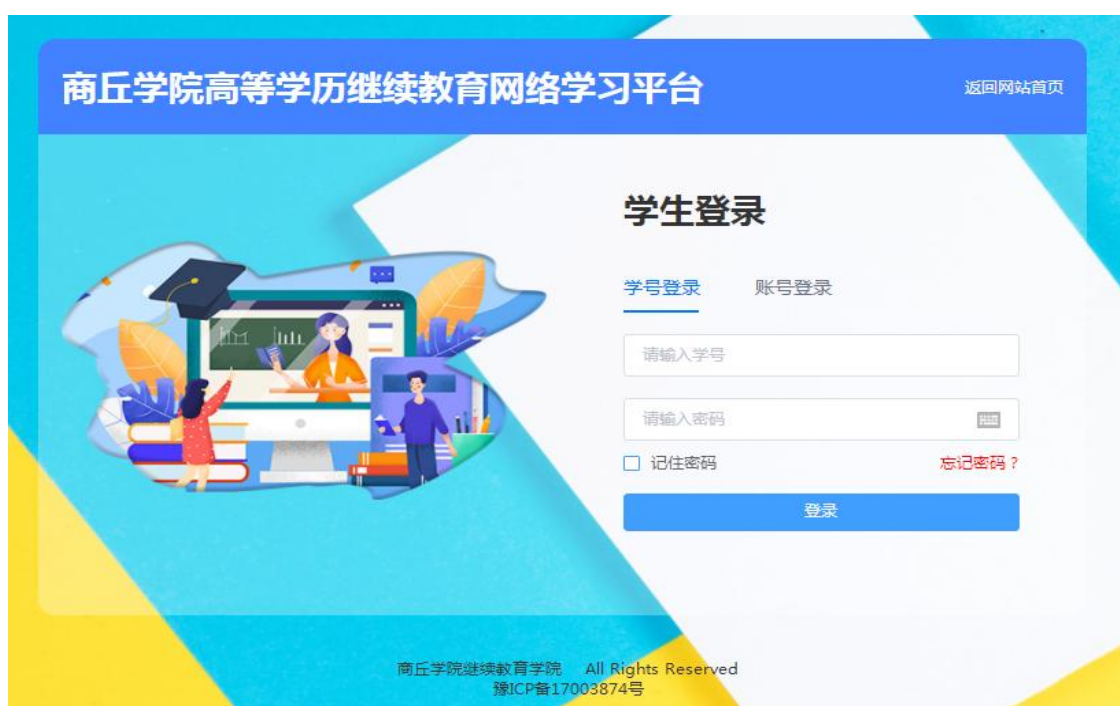 商丘学院高等学历继续教育网络学习平台
返回网站首页
学生登录
学号登录 账号登录
请输入学号
请输入密码
记住密码 忘记密码？
登录
商丘学院继续教育学院 All Rights Reserved
豫ICP备17003874号